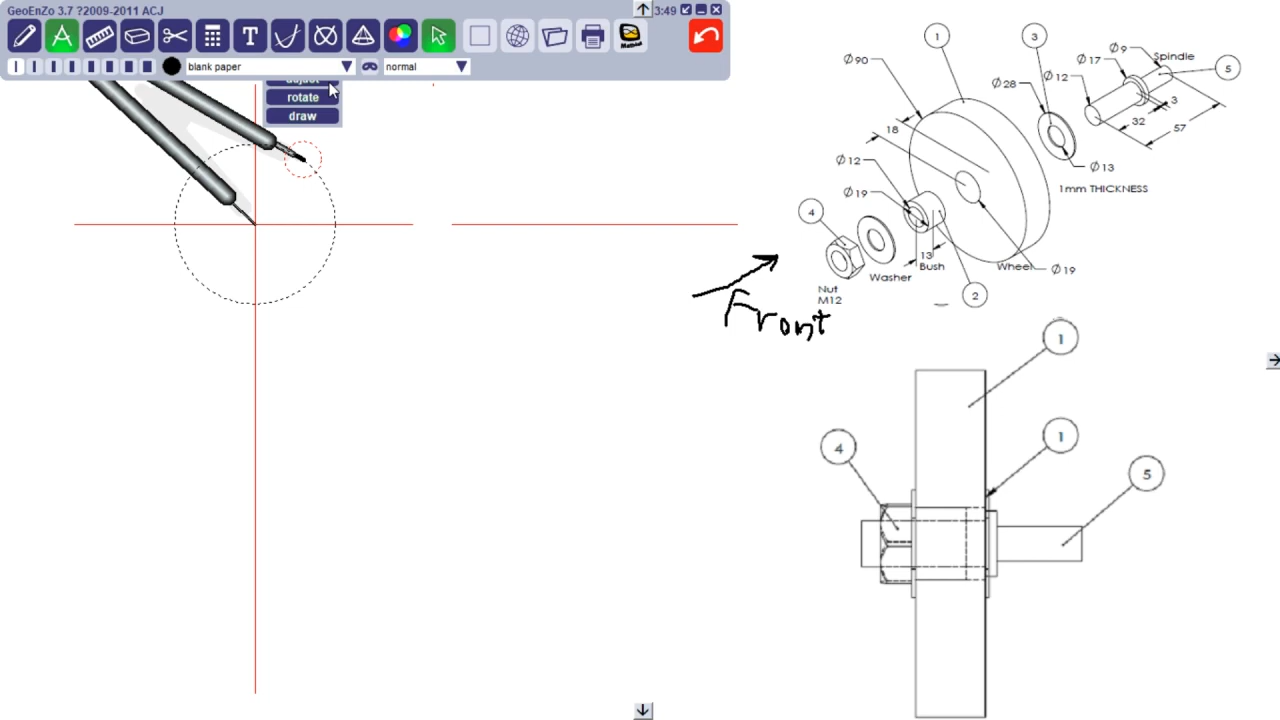 GeoEnZo 3.7 ?2009-2011 ACJ
3:49
T
Mathlet
blank paper
normal
rotate
draw
1
3
Ø9
Spindle
Ø90
Ø17
5
Ø28
Ø12
3
18
32
57
Ø12
Ø13
Ø19
1mm THICKNESS
4
13
Bush
Wheel
Ø19
Washer
Nut
M12
2
Front
1
1
4
5